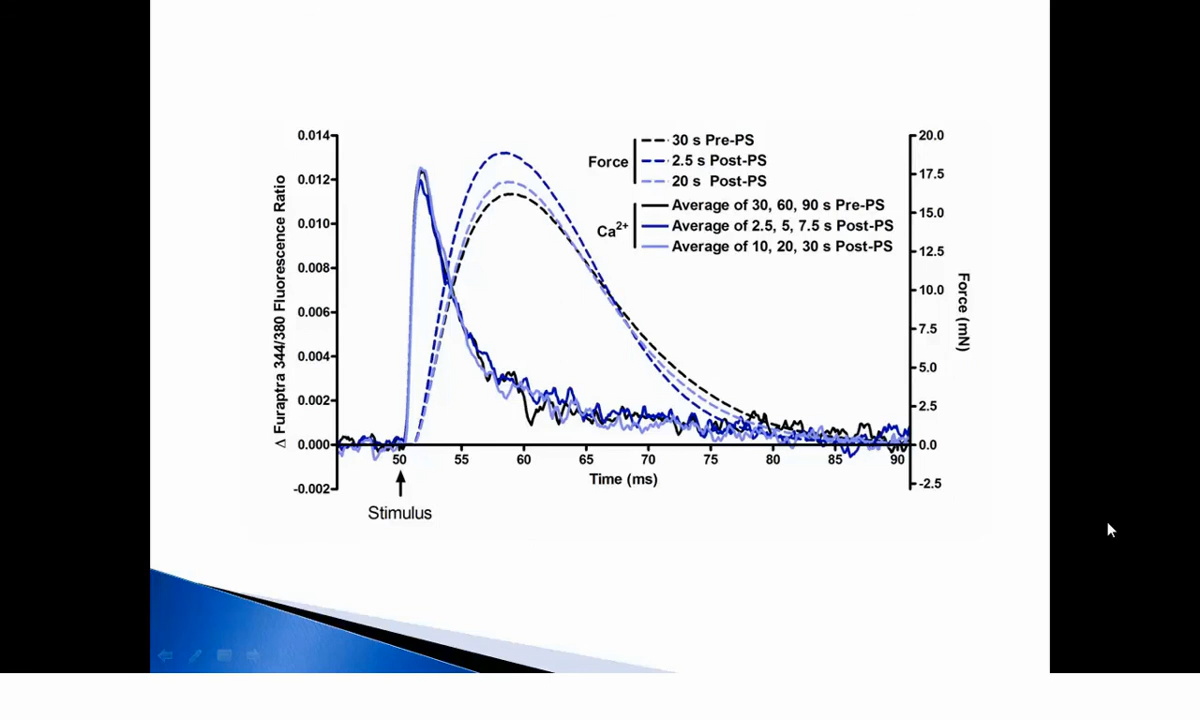 0.014
0.012
0.010
0.008
0.006
0.004
0.002
0.000
-0.002
Δ Furaptra 344/380 Fluorescence Ratio
Force
30 s Pre-PS
2.5 s Post-PS
20 s Post-PS
Ca2+
Average of 30, 60, 90 s Pre-PS
Average of 2.5, 5, 7.5 s Post-PS
Average of 10, 20, 30 s Post-PS
20.0
17.5
15.0
12.5
10.0
7.5
5.0
2.5
0.0
-2.5
Force (mN)
50 55 60 65 70 75 80 85 90
Time (ms)
Stimulus